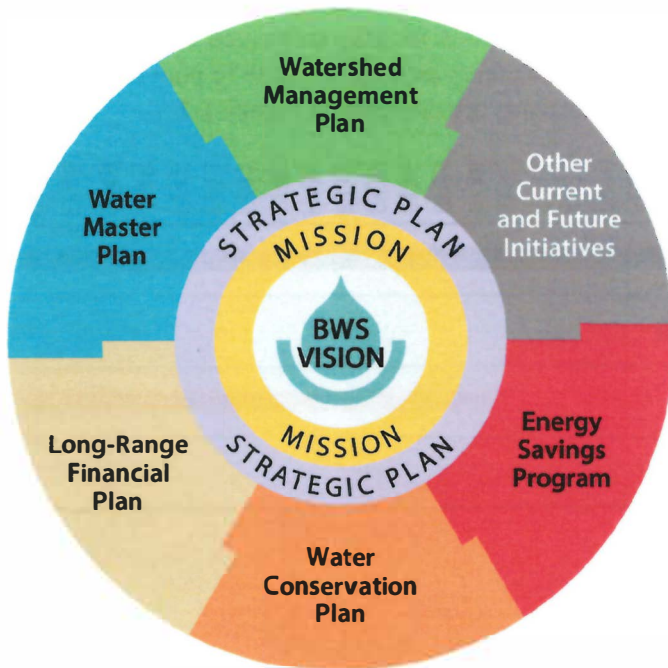 Watershed
Management
Plan
Other
Current
and Future
Initiatives
Water
Master
Plan
STRATEGIC PLAN
MISSION
BWS
VISION
MISSION
STRATEGIC PLAN
Energy
Savings
Program
Long-Range
Financial
Plan
Water
Conservation
Plan